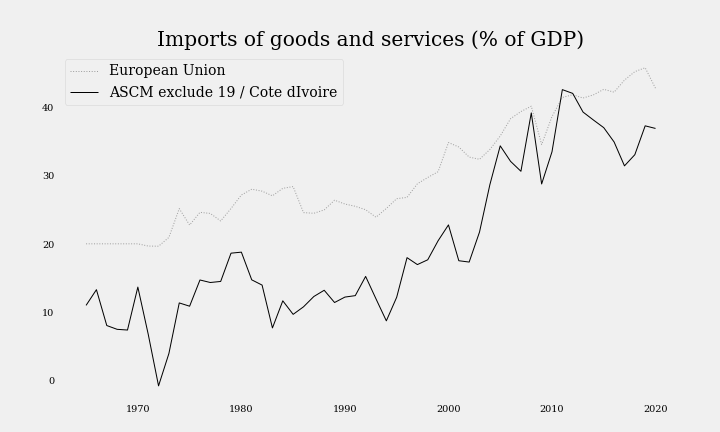 Imports of goods and services (% of GDP)
European Union
ASCM exclude 19 / Cote dIvoire
40
30
20
10
0
1970 1980 1990 2000 2010 2020